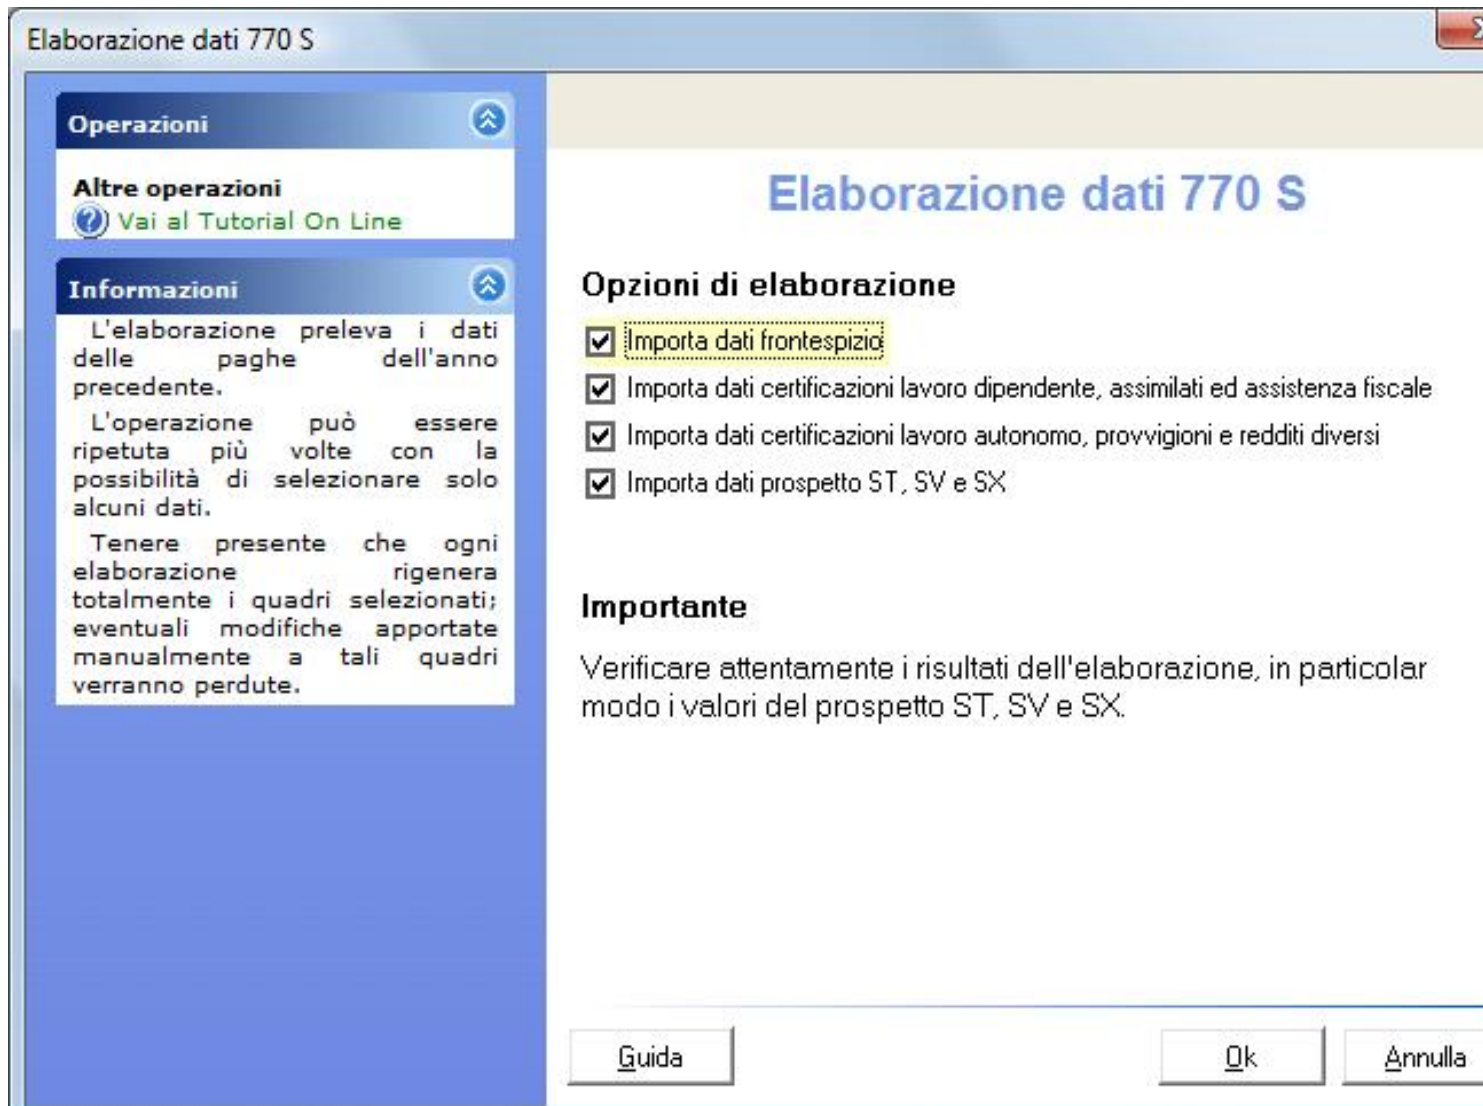 Elaborazione dati 770 S
Operazioni
Altre operazioni
Vai al Tutorial On Line
Informazioni
L'elaborazione preleva i dati
delle paghe dell'anno
precedente.
L'operazione può essere
ripetuta più volte con la
possibilità di selezionare solo
alcuni dati.
Tenere presente che ogni
elaborazione rigenera
totalmente i quadri selezionati;
eventuali modifiche apportate
manualmente a tali quadri
verranno perdute.
Elaborazione dati 770 S
Opzioni di elaborazione
Importa dati frontespizio
Importa dati certificazioni lavoro dipendente, assimilati ed assistenza fiscale
Importa dati certificazioni lavoro autonomo, provvigioni e redditi diversi
Importa dati prospetto ST, SV e SX
Importante
Verificare attentamente i risultati dell'elaborazione, in particolar
modo i valori del prospetto ST, SV e SX.
Guida
Ok
Annulla